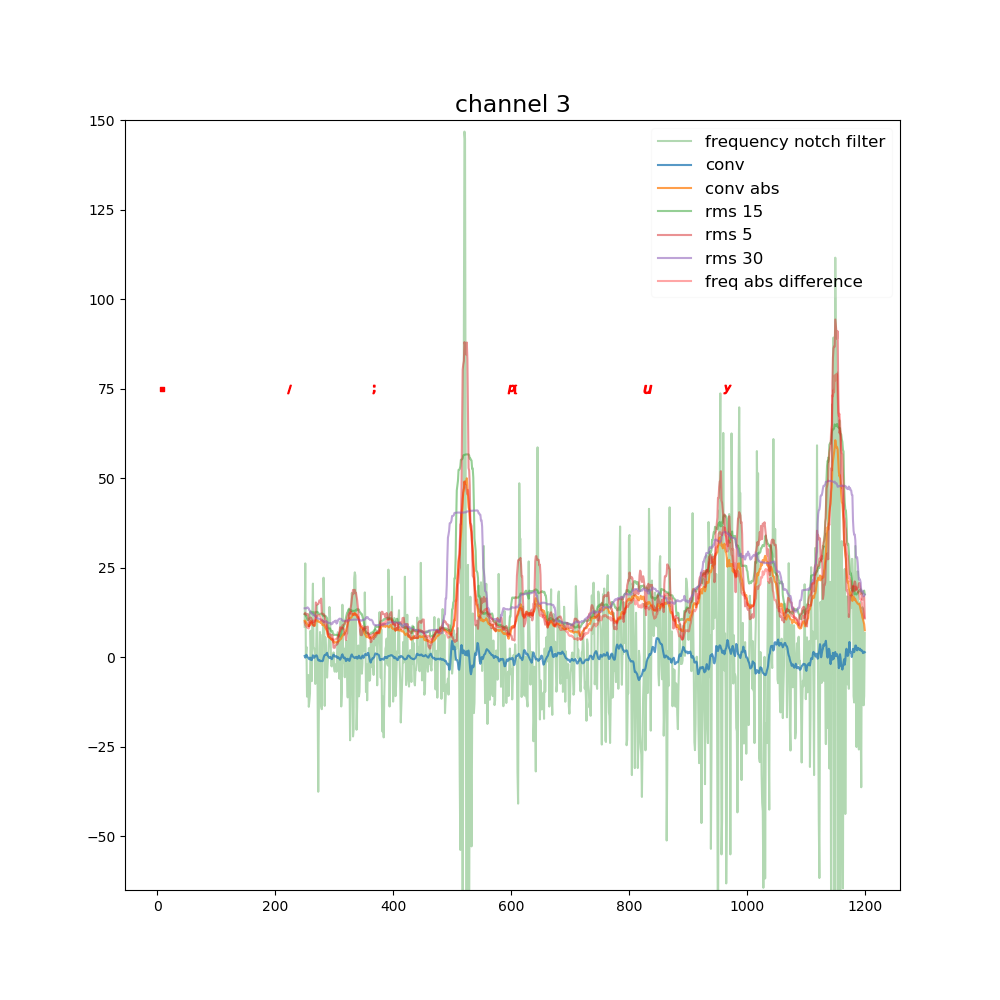 channel 3
150
frequency notch filter
conv
conv abs
rms 15
rms 5
rms 30
freq abs difference
125
100
75
/ ; u y
50
25
0
−25
−50
0 200 400 600 800 1000 1200